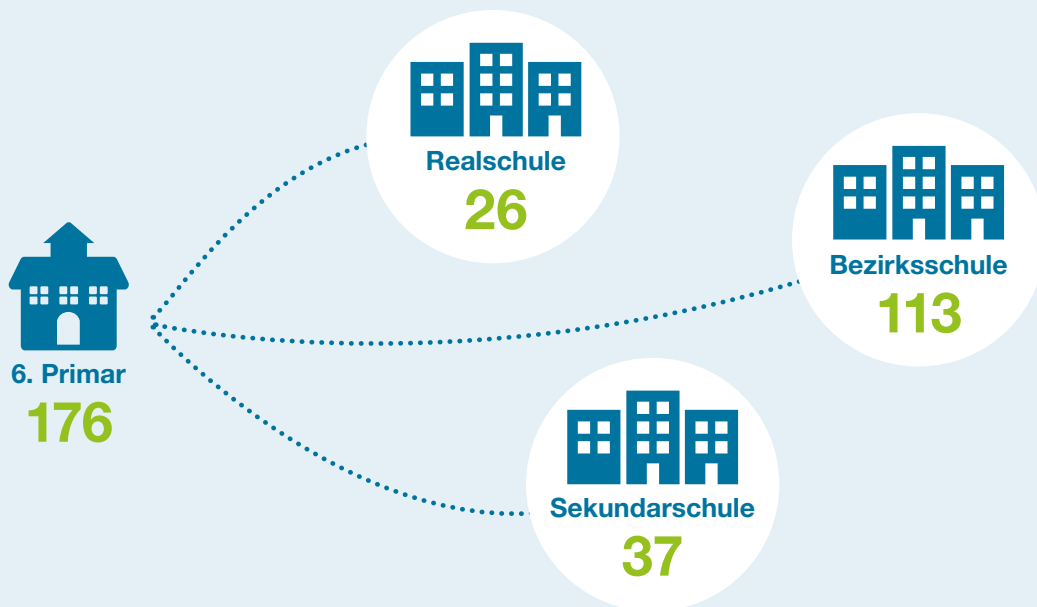 Realschule
26
Bezirksschule
113
6. Primar
176
Sekundarschule
37